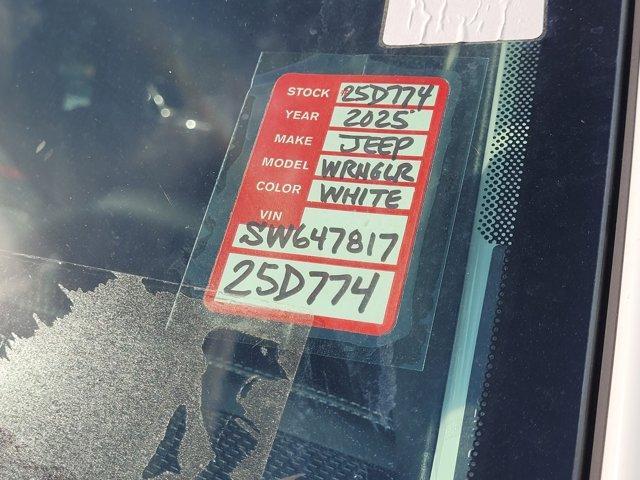 STOCK 25D774
YEAR 2025
MAKE JEEP
MODEL WRNGLR
COLOR WHITE
VIN
SW647817
25D774